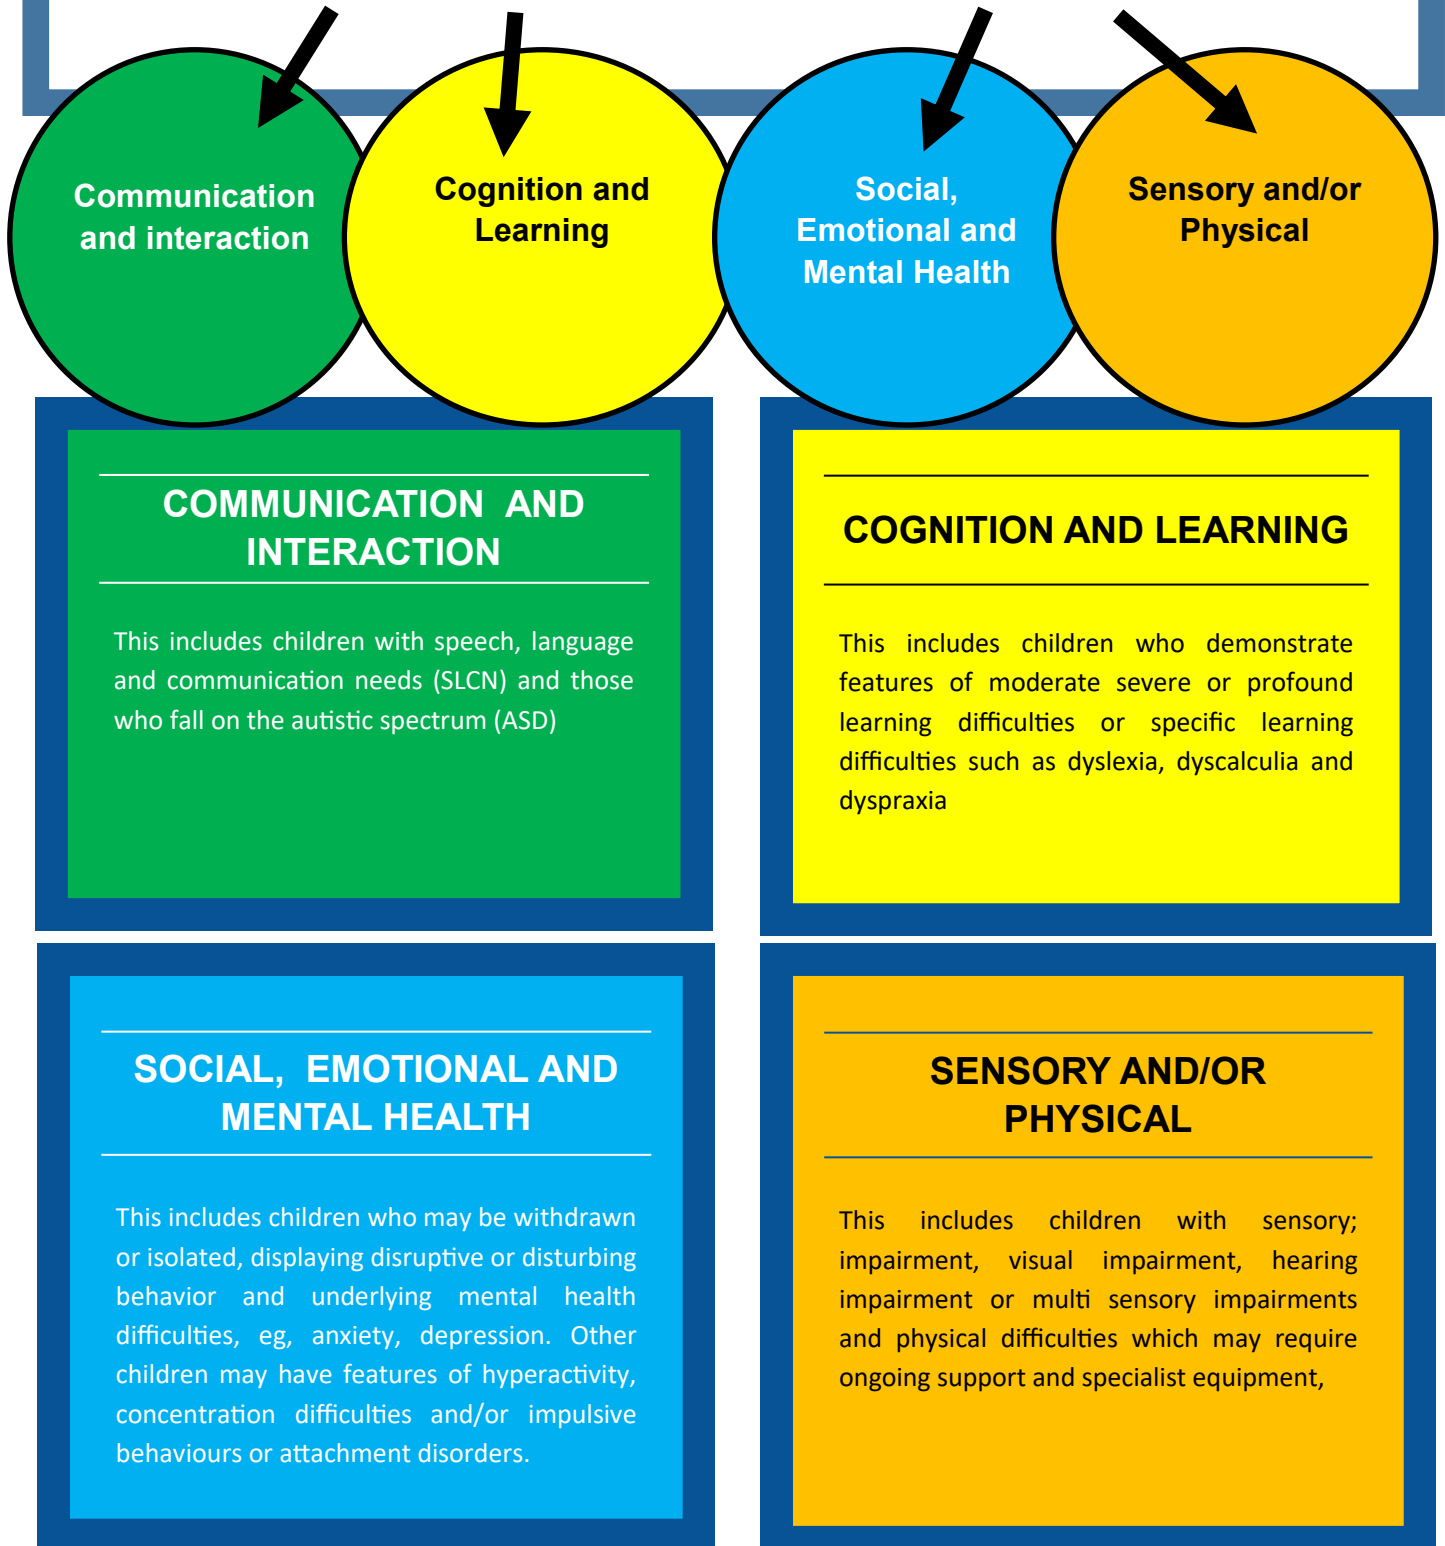 Communication
and interaction
Cognition and
Learning
Social,
Emotional and
Mental Health
Sensory and/or
Physical
COMMUNICATION AND
INTERACTION
This includes children with speech, language
and communication needs (SLCN) and those
who fall on the autistic spectrum (ASD)
COGNITION AND LEARNING
This includes children who demonstrate
features of moderate severe or profound
learning difficulties or specific learning
difficulties such as dyslexia, dyscalculia and
dyspraxia
SOCIAL, EMOTIONAL AND
MENTAL HEALTH
This includes children who may be withdrawn
or isolated, displaying disruptive or disturbing
behavior and underlying mental health
difficulties, eg, anxiety, depression. Other
children may have features of hyperactivity,
concentration difficulties and/or impulsive
behaviours or attachment disorders.
SENSORY AND/OR
PHYSICAL
This includes children with sensory;
impairment, visual impairment, hearing
impairment or multi sensory impairments
and physical difficulties which may require
ongoing support and specialist equipment,